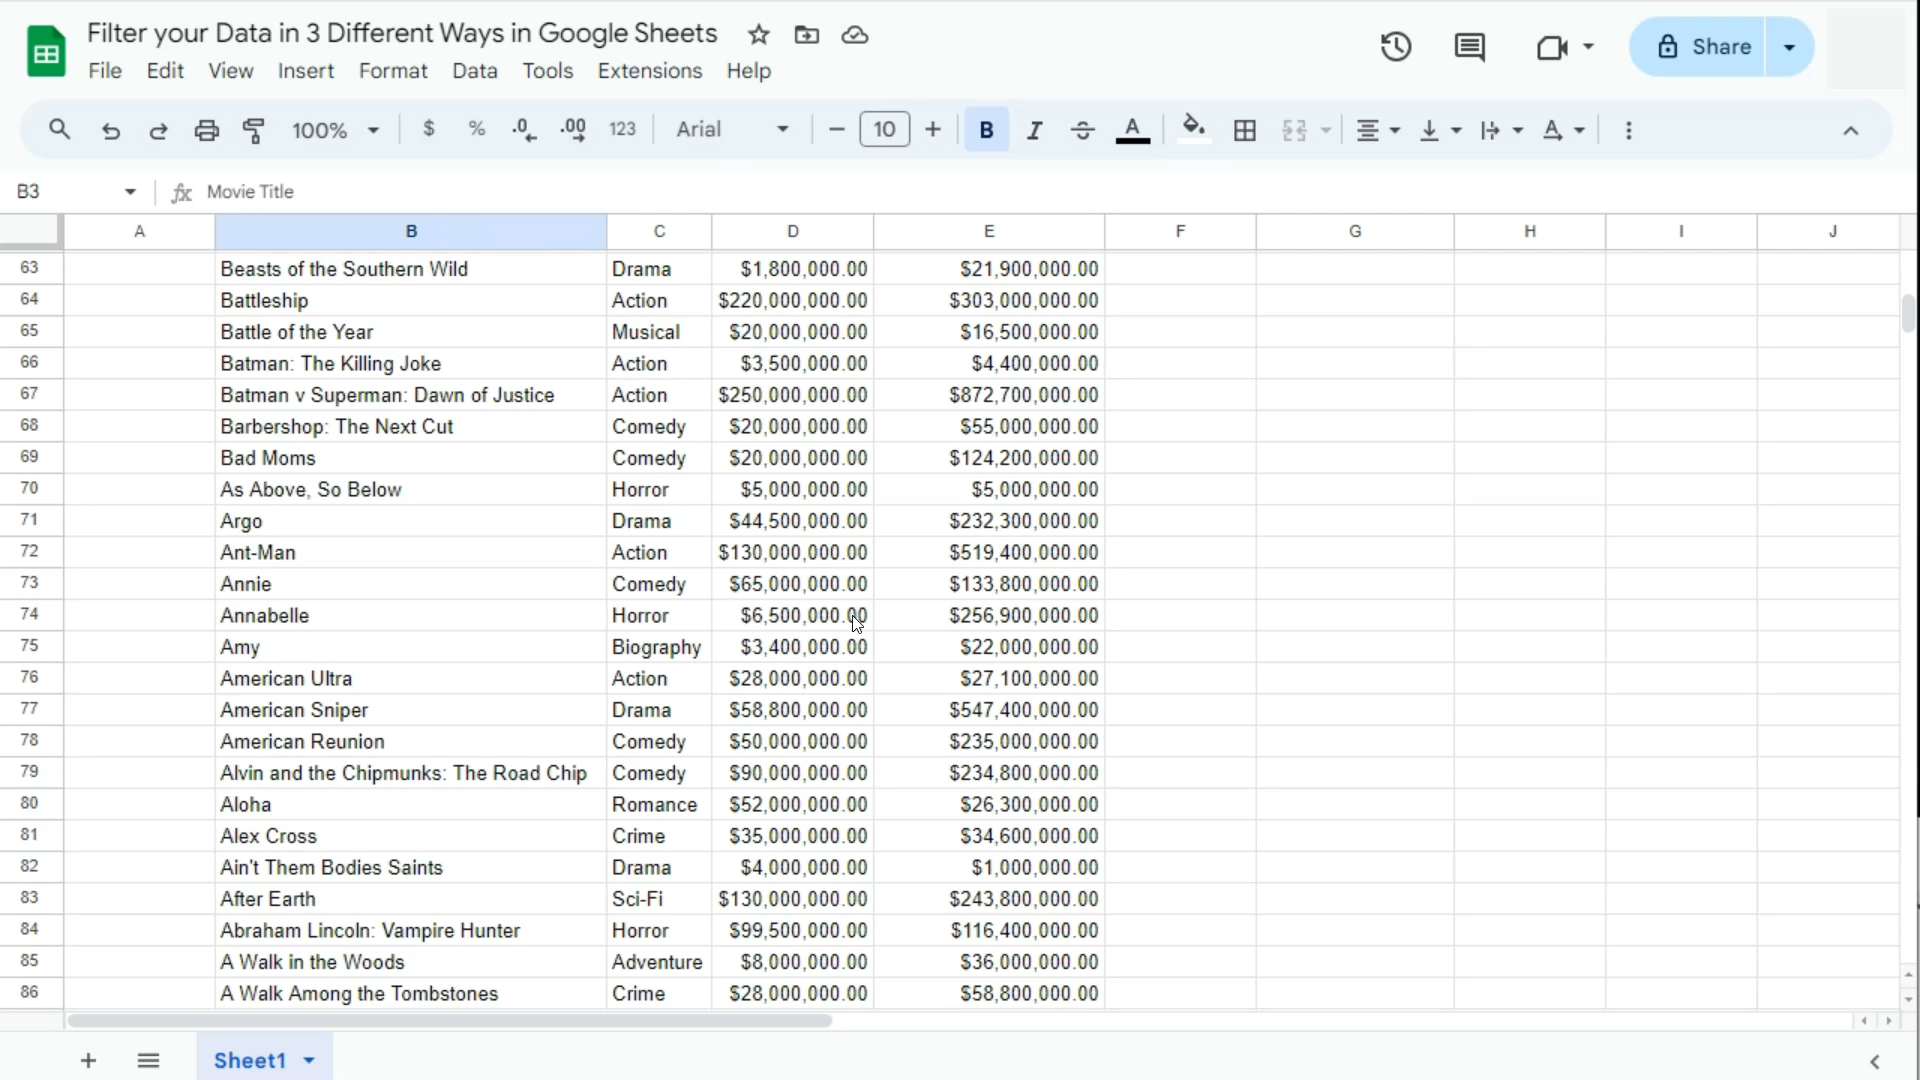 Filter your Data in 3 Different Ways in Google Sheets
File Edit View Insert Format Data Tools Extensions Help
Share
100% $ % .0 .00 123 Arial 10 B I S A A
B3 fx Movie Title
A B C D E F G H I J
63 Beasts of the Southern Wild Drama $1,800,000.00 $21,900,000.00
64 Battleship Action $220,000,000.00 $303,000,000.00
65 Battle of the Year Musical $20,000,000.00 $16,500,000.00
66 Batman: The Killing Joke Action $3,500,000.00 $4,400,000.00
67 Batman v Superman: Dawn of Justice Action $250,000,000.00 $872,700,000.00
68 Barbershop: The Next Cut Comedy $20,000,000.00 $55,000,000.00
69 Bad Moms Comedy $20,000,000.00 $124,200,000.00
70 As Above, So Below Horror $5,000,000.00 $5,000,000.00
71 Argo Drama $44,500,000.00 $232,300,000.00
72 Ant-Man Action $130,000,000.00 $519,400,000.00
73 Annie Comedy $65,000,000.00 $133,800,000.00
74 Annabelle Horror $6,500,000.00 $256,900,000.00
75 Amy Biography $3,400,000.00 $22,000,000.00
76 American Ultra Action $28,000,000.00 $27,100,000.00
77 American Sniper Drama $58,800,000.00 $547,400,000.00
78 American Reunion Comedy $50,000,000.00 $235,000,000.00
79 Alvin and the Chipmunks: The Road Chip Comedy $90,000,000.00 $234,800,000.00
80 Aloha Romance $52,000,000.00 $26,300,000.00
81 Alex Cross Crime $35,000,000.00 $34,600,000.00
82 Ain't Them Bodies Saints Drama $4,000,000.00 $1,000,000.00
83 After Earth Sci-Fi $130,000,000.00 $243,800,000.00
84 Abraham Lincoln: Vampire Hunter Horror $99,500,000.00 $116,400,000.00
85 A Walk in the Woods Adventure $8,000,000.00 $36,000,000.00
86 A Walk Among the Tombstones Crime $28,000,000.00 $58,800,000.00
Sheet1